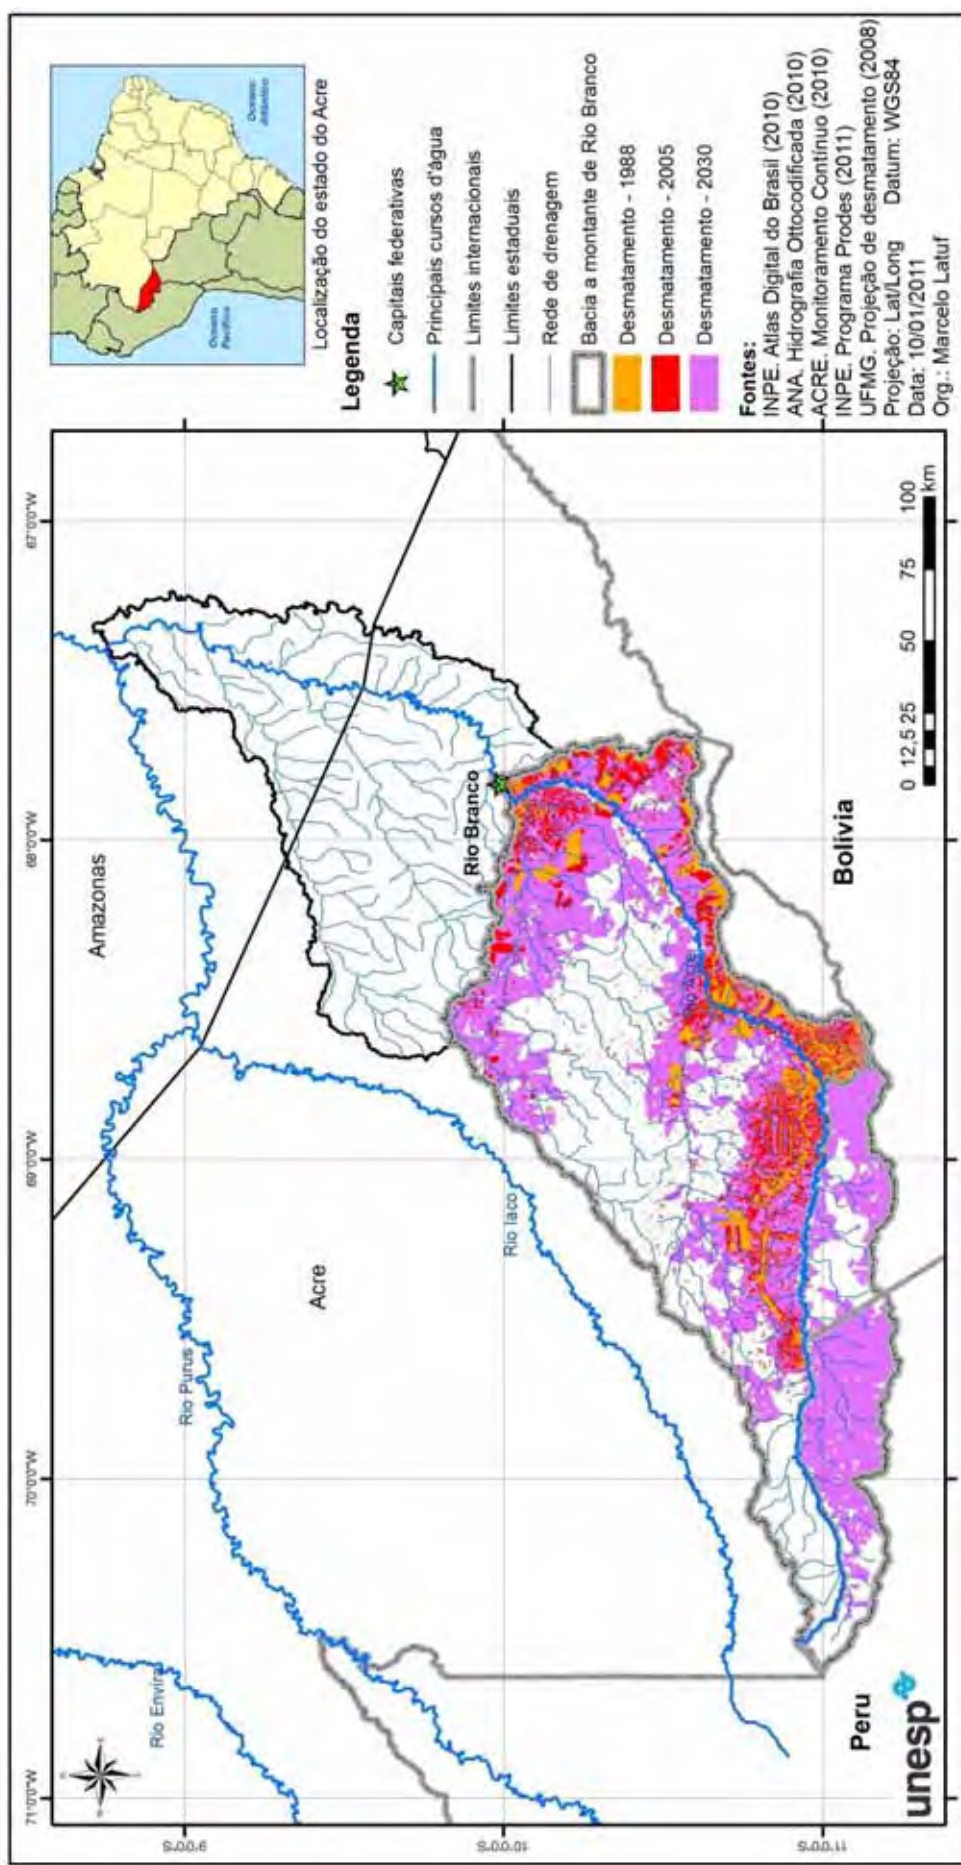 71°0'0"W
70°0'0"W
69°0'0"W
68°0'0"W
67°0'0"W
9°0'0"S
10°0'0"S
11°0'0"S
Rio Envira
Rio Purus
Amazonas
Acre
Rio Iaco
Rio Branco
Rio Acre
Peru
Bolívia
unesp
0 12,5 25 50 75 100
km
Oceano
Pacífico
Oceano
Atlântico
Localização do estado do Acre
Legenda
Capitais federativas
Principais cursos d'água
Limites internacionais
Limites estaduais
Rede de drenagem
Bacia a montante de Rio Branco
Desmatamento - 1988
Desmatamento - 2005
Desmatamento - 2030
Fontes:
INPE. Atlas Digital do Brasil (2010)
ANA. Hidrografia Ottocodificada (2010)
ACRE. Monitoramento Contínuo (2010)
INPE. Programa Prodes (2011)
UFMG. Projeção de desmatamento (2008)
Projeção: Lat/Long Datum: WGS84
Data: 10/01/2011
Org.: Marcelo Latuf